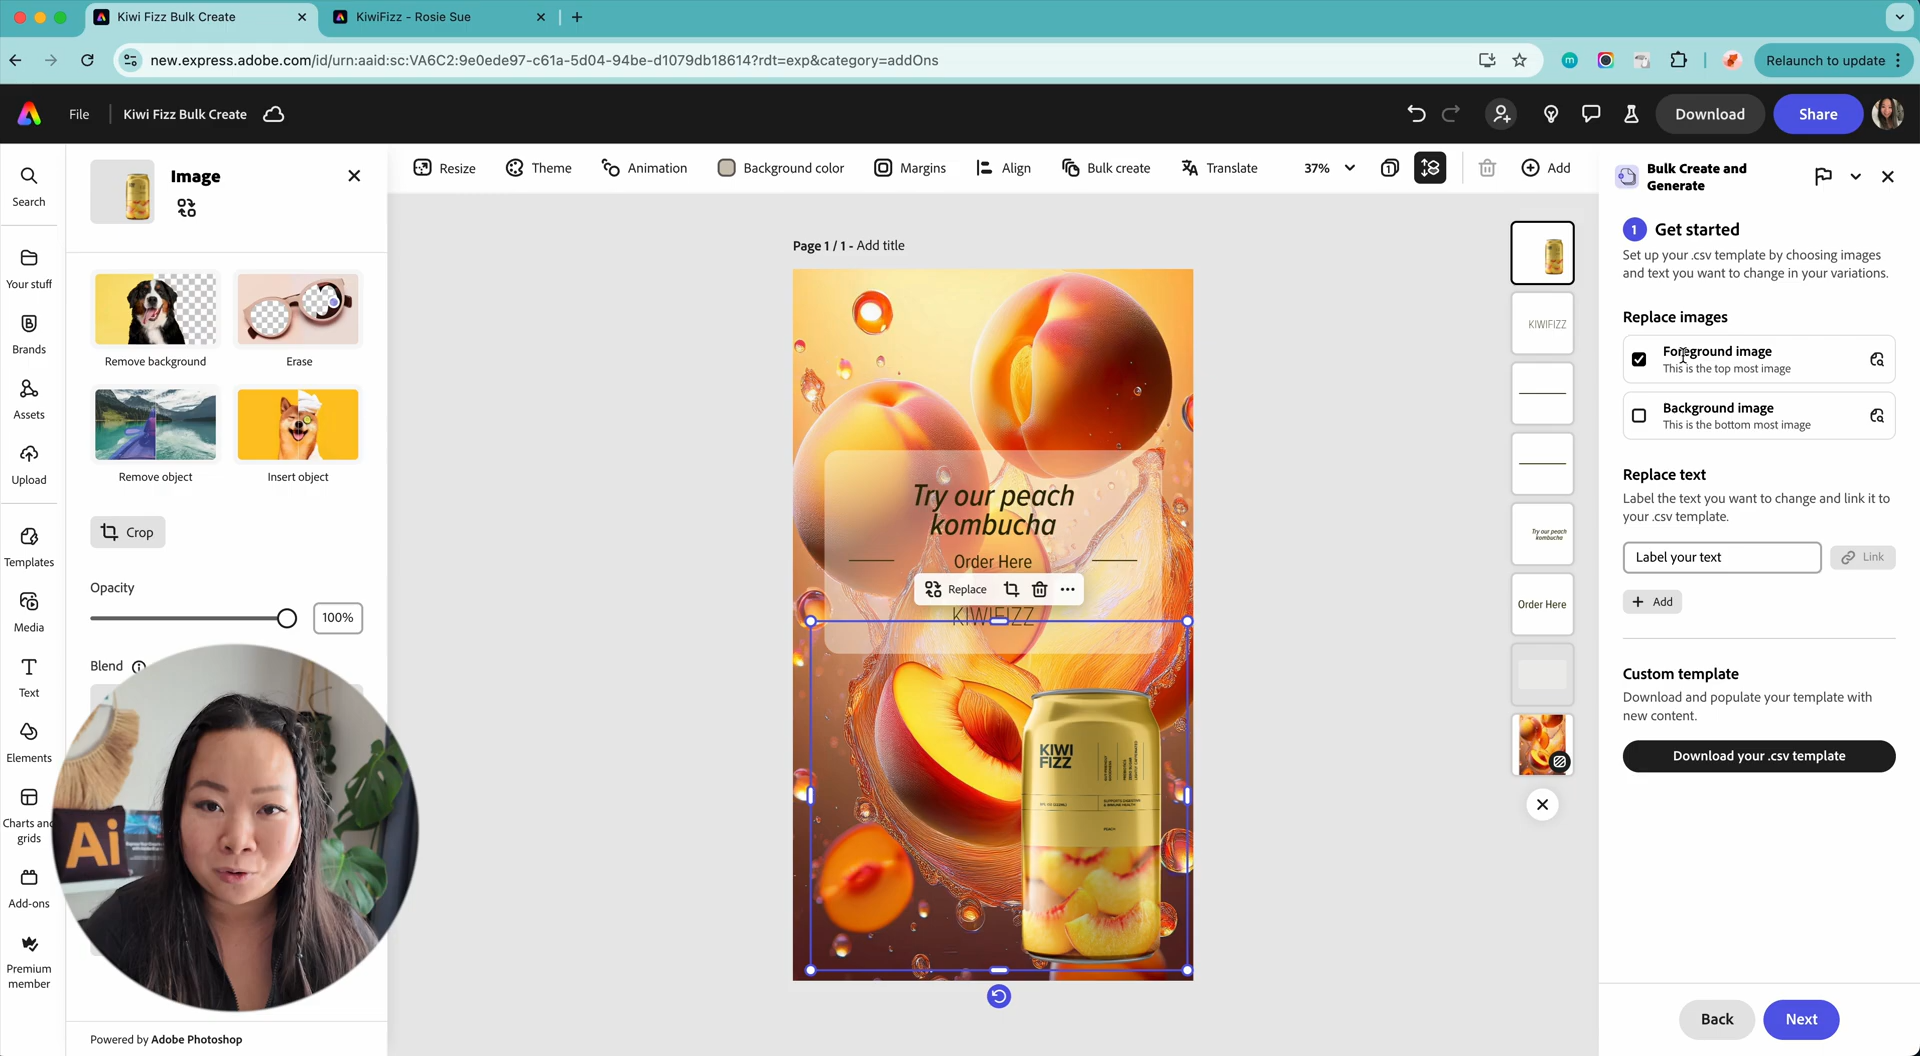 Kiwi Fizz Bulk Create
KiwiFizz - Rosie Sue
new.express.adobe.com/id/urn:aaid:sc:VA6C2:9e0ede97-c61a-5d04-94be-d1079db18614?rdt=exp&category=addOns
Relaunch to update
File
Kiwi Fizz Bulk Create
Download
Share
Search
Your stuff
Brands
Assets
Upload
Templates
Media
Text
Elements
Charts and
grids
Add-ons
Premium
member
Image
Remove background
Erase
Remove object
Insert object
Crop
Opacity
100%
Blend
Ai
Powered by Adobe Photoshop
Resize
Theme
Animation
Background color
Margins
Align
Bulk create
Translate
37%
Add
Page 1 / 1 - Add title
Try our peach
kombucha
Order Here
Replace
KIWIFIZZ
KIWI
FIZZ
PEACH
KIWIFIZZ
Try our peach
kombucha
Order Here
Bulk Create and
Generate
1 Get started
Set up your .csv template by choosing images
and text you want to change in your variations.
Replace images
Foreground image
This is the top most image
Background image
This is the bottom most image
Replace text
Label the text you want to change and link it to
your .csv template.
Label your text
Link
Add
Custom template
Download and populate your template with
new content.
Download your .csv template
Back
Next